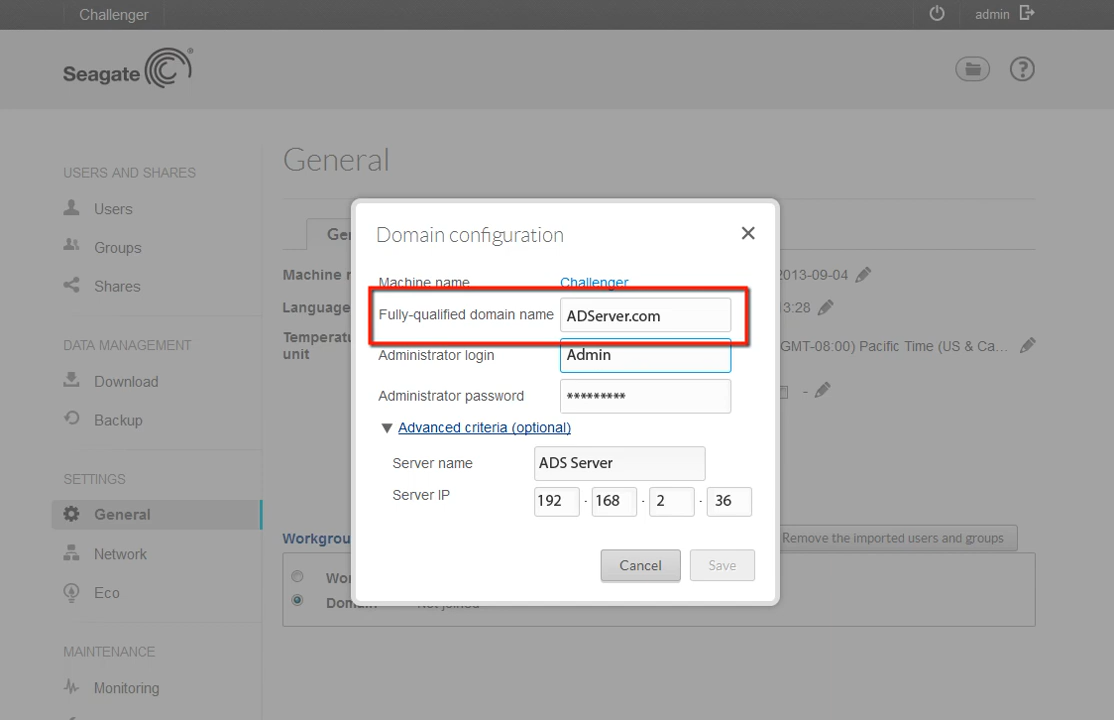 Challenger
admin
Seagate
USERS AND SHARES
Users
Groups
Shares
DATA MANAGEMENT
Download
Backup
SETTINGS
General
Network
Eco
MAINTENANCE
Monitoring
General
Machine
2013-09-04
Language
3:28
unit
GMT-08:00) Pacific Time (US & Ca...
-
Remove the imported users and groups
Domain configuration
Machine name Challenger
Fully-qualified domain name ADServer.com
Administrator login Admin
Administrator password *********
Advanced criteria (optional)
Server name ADS Server
Server IP 192 . 168 . 2 . 36
Cancel Save